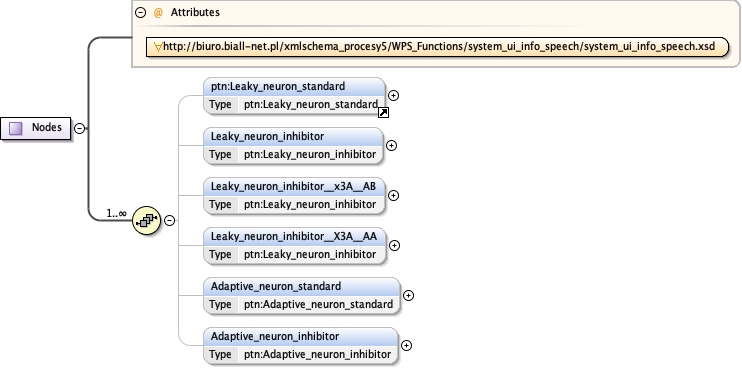 @ Attributes
∀http://biuro.biall-net.pl/xmlschema_procesy5/WPS_Functions/system_ui_info_speech/system_ui_info_speech.xsd
ptn:Leaky_neuron_standard
Type ptn:Leaky_neuron_standard
Nodes
Leaky_neuron_inhibitor
Type ptn:Leaky_neuron_inhibitor
Leaky_neuron_inhibitor__x3A__AB
Type ptn:Leaky_neuron_inhibitor
1..∞
Leaky_neuron_inhibitor__X3A__AA
Type ptn:Leaky_neuron_inhibitor
Adaptive_neuron_standard
Type ptn:Adaptive_neuron_standard
Adaptive_neuron_inhibitor
Type ptn:Adaptive_neuron_inhibitor